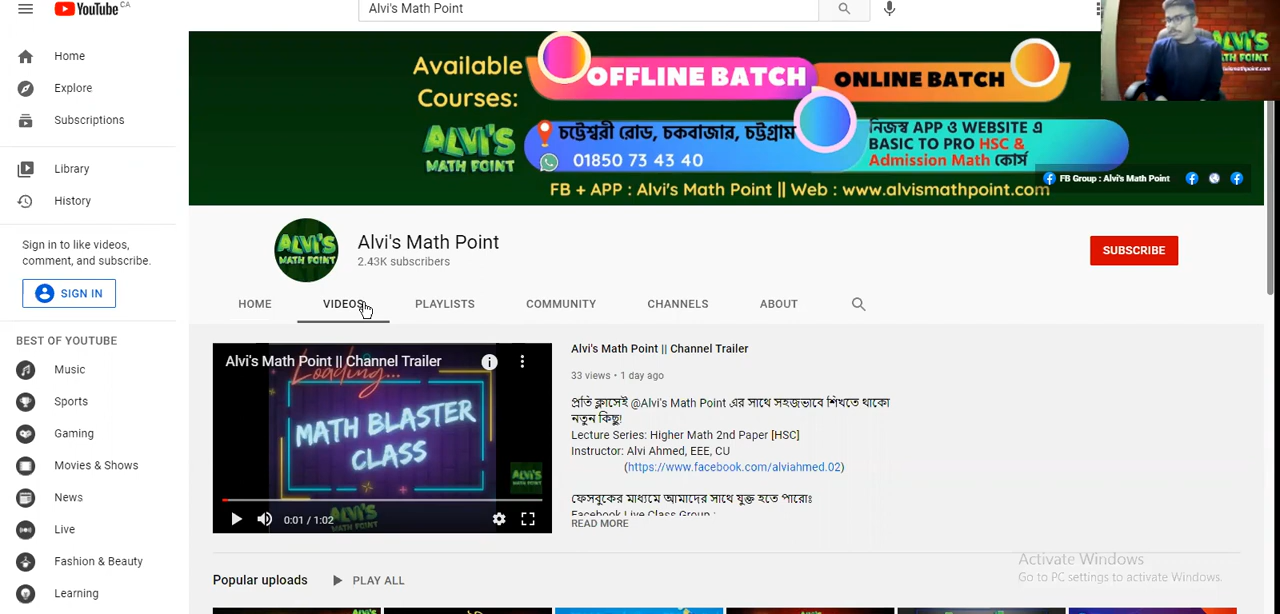 YouTube CA
Alvi's Math Point
Home
Explore
Subscriptions
Library
History
Sign in to like videos,
comment, and subscribe.
SIGN IN
BEST OF YOUTUBE
Music
Sports
Gaming
Movies & Shows
News
Live
Fashion & Beauty
Learning
Available
Courses:
OFFLINE BATCH
ONLINE BATCH
ALVI'S
MATH POINT
চট্টেশ্বরী রোড, চকবাজার, চট্টগ্রাম
01850 73 43 40
নিজস্ব APP ও WEBSITE এ
BASIC TO PRO HSC &
Admission Math কোর্স
FB + APP : Alvi's Math Point || Web : www.alvismathpoint.com
FB Group : Alvi's Math Point
ALVI'S
MATH POINT
Alvi's Math Point
2.43K subscribers
SUBSCRIBE
HOME
VIDEOS
PLAYLISTS
COMMUNITY
CHANNELS
ABOUT
Alvi's Math Point || Channel Trailer
Loading...
MATH BLASTER
CLASS
ALVI'S
MATH POINT
0:01 / 1:02
Alvi's Math Point || Channel Trailer
33 views • 1 day ago
প্রতি ক্লাসেই @Alvi's Math Point এর সাথে সহজভাবে শিখতে থাকো
নতুন কিছু!
Lecture Series: Higher Math 2nd Paper [HSC]
Instructor: Alvi Ahmed, EEE, CU
(https://www.facebook.com/alviahmed.02)
ফেসবুকের মাধ্যমে আমাদের সাথে যুক্ত হতে পারোঃ
Facebook Live Class Group :
READ MORE
Popular uploads
PLAY ALL
Activate Windows
Go to PC settings to activate Windows.